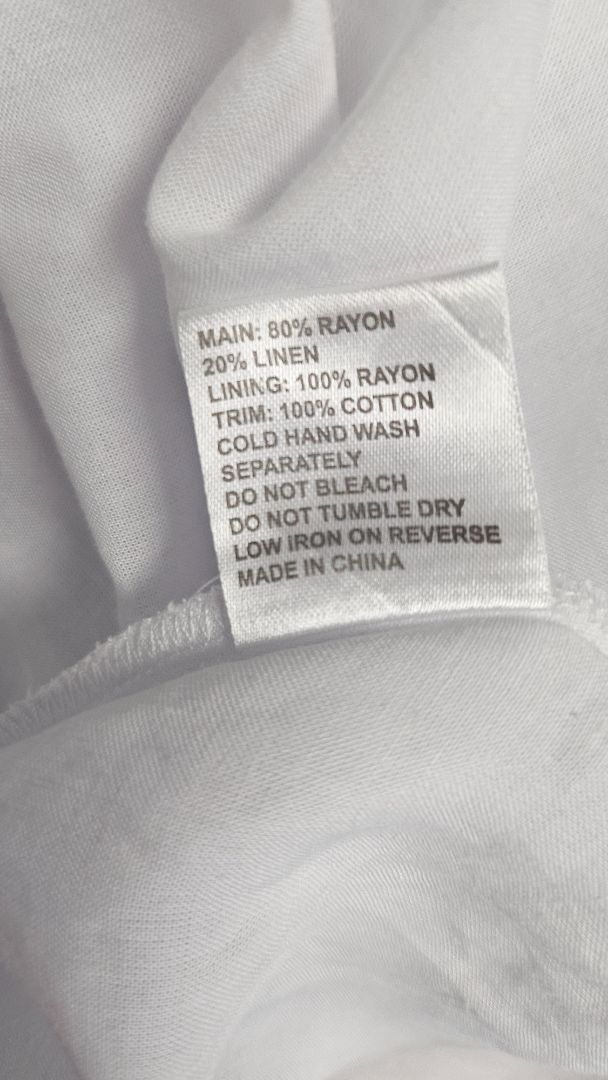 MAIN: 80% RAYON
20% LINEN
LINING: 100% RAYON
TRIM: 100% COTTON
COLD HAND WASH
SEPARATELY
DO NOT BLEACH
DO NOT TUMBLE DRY
LOW IRON ON REVERSE
MADE IN CHINA